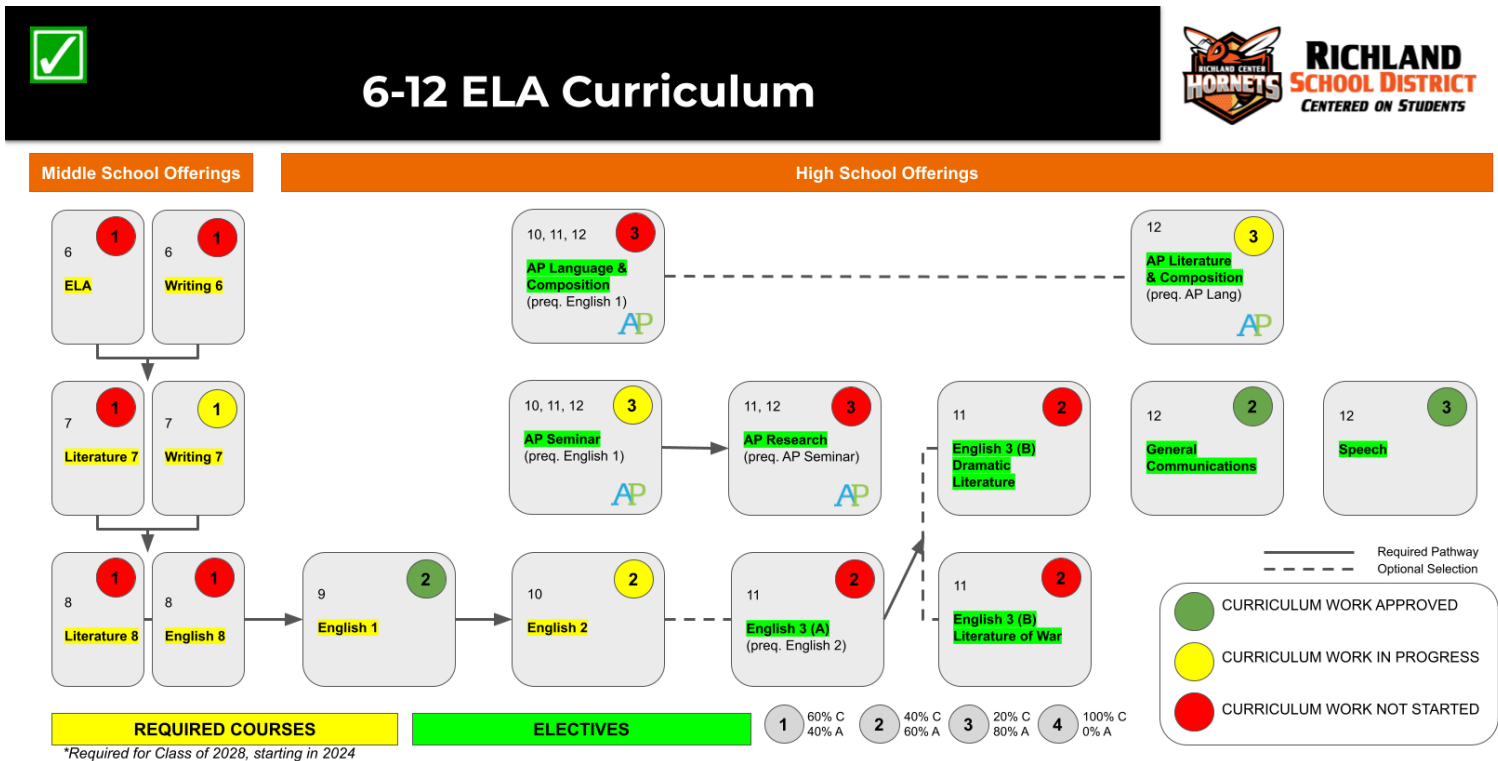 6-12 ELA Curriculum
RICHLAND CENTER
HORNETS
RICHLAND
SCHOOL DISTRICT
CENTERED ON STUDENTS
Middle School Offerings
High School Offerings
6
1
ELA
6
1
Writing 6
10, 11, 12
3
AP Language &
Composition
(preq. English 1)
AP
12
3
AP Literature
& Composition
(preq. AP Lang)
AP
7
1
Literature 7
7
1
Writing 7
10, 11, 12
3
AP Seminar
(preq. English 1)
AP
11, 12
3
AP Research
(preq. AP Seminar)
AP
11
2
English 3 (B)
Dramatic
Literature
12
2
General
Communications
12
3
Speech
8
1
Literature 8
8
1
English 8
9
2
English 1
10
2
English 2
11
2
English 3 (A)
(preq. English 2)
11
2
English 3 (B)
Literature of War
Required Pathway
Optional Selection
CURRICULUM WORK APPROVED
CURRICULUM WORK IN PROGRESS
CURRICULUM WORK NOT STARTED
REQUIRED COURSES
*Required for Class of 2028, starting in 2024
ELECTIVES
1
60% C
40% A
2
40% C
60% A
3
20% C
80% A
4
100% C
0% A